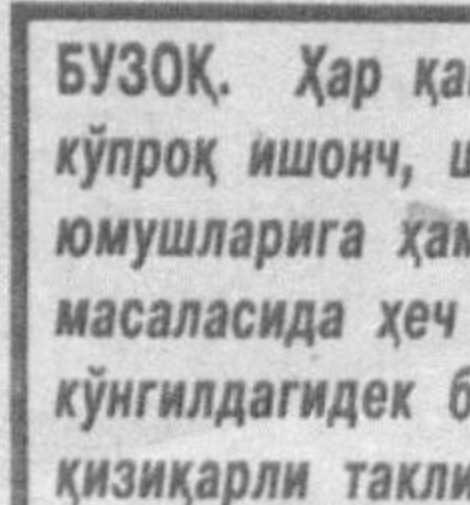 БУЗОҚ. Ҳар
кўпроқ ишонч,
юмушларига
масаласида ҳеч
кўнгилдагидек
қизиқарли